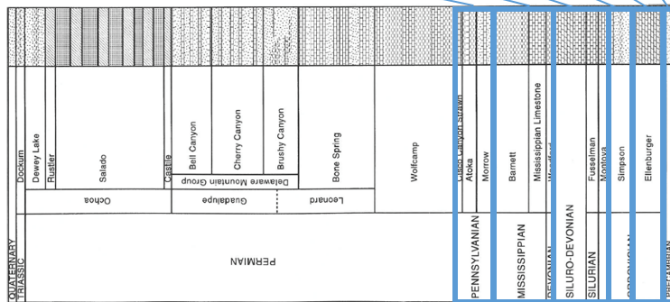 Dockum
Dewey Lake
Rustler
Salado
Castile
Bell Canyon
Cherry Canyon
Brushy Canyon
Bone Spring
Wolfcamp
Atoka
Morrow
Barnett
Mississippian Limestone
Fusselman
Montoya
Simpson
Ellenburger
Delaware Mountain Group
Ochoa
Guadalupe
Leonard
QUATERNARY
TRIASSIC
PERMIAN
PENNSYLVANIAN
MISSISSIPPIAN
DEVONIAN
SILURO-DEVONIAN
SILURIAN